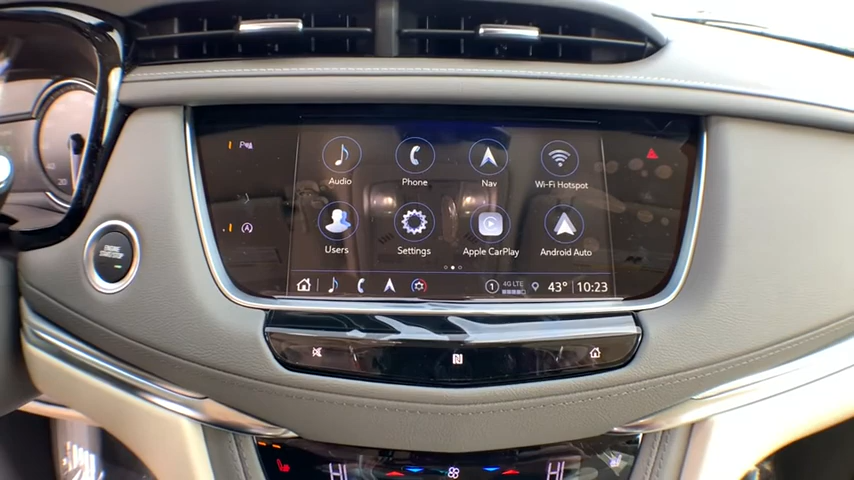 Audio Phone Nav Wi-Fi Hotspot
Users Settings Apple CarPlay Android Auto
1 4G LTE 43° 10:23
ENGINE
START/STOP